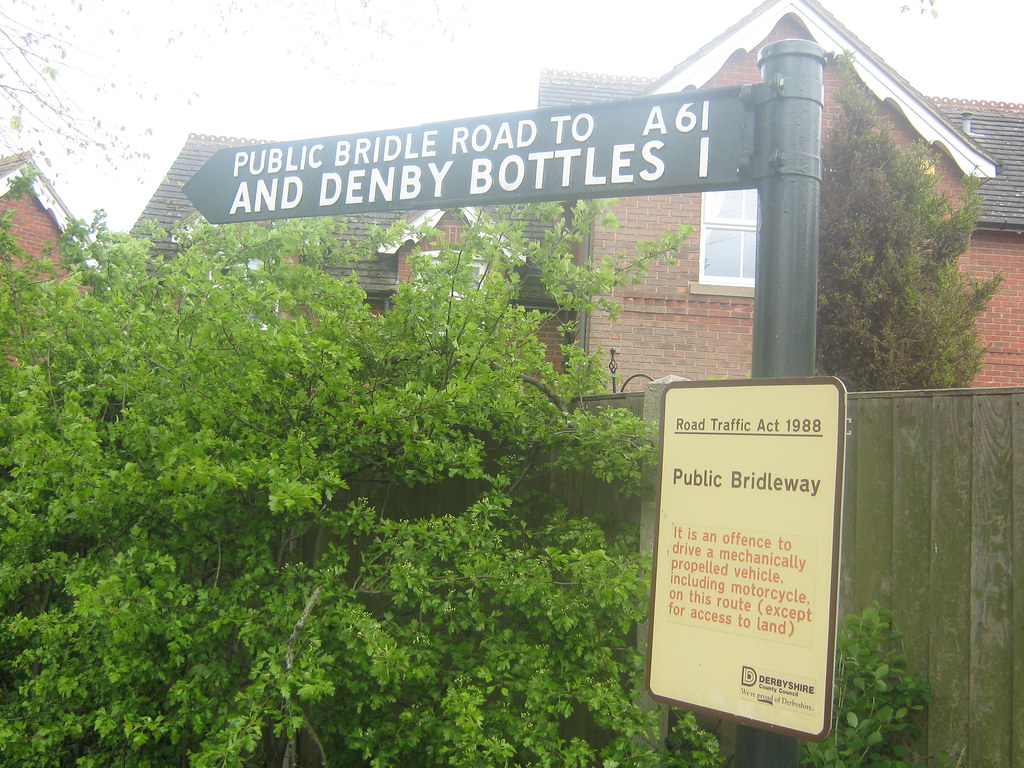 PUBLIC BRIDLE ROAD TO A61
AND DENBY BOTTLES 1
Road Traffic Act 1988
Public Bridleway
It is an offence to
drive a mechanically
propelled vehicle,
including motorcycle,
on this route (except
for access to land)
D DERBYSHIRE
County Council
We're proud of Derbyshire.